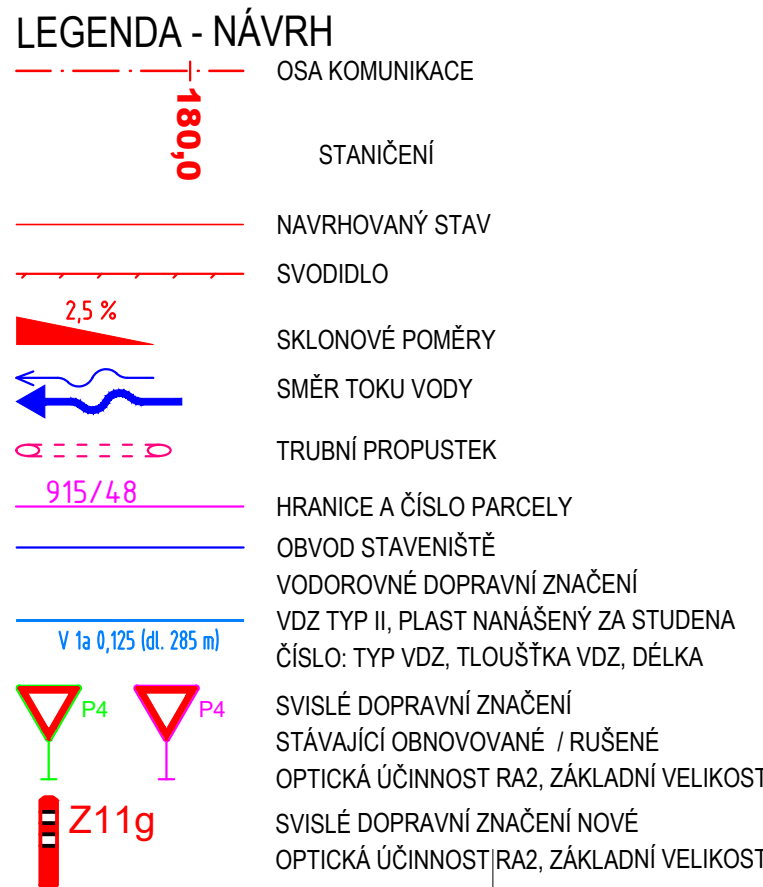 LEGENDA - NÁVRH
OSA KOMUNIKACE
180,0
STANIČENÍ
NAVRHOVANÝ STAV
SVODIDLO
2,5 %
SKLONOVÉ POMĚRY
SMĚR TOKU VODY
TRUBNÍ PROPUSTEK
915/48
HRANICE A ČÍSLO PARCELY
OBVOD STAVENIŠTĚ
VODOROVNÉ DOPRAVNÍ ZNAČENÍ
VDZ TYP II, PLAST NANÁŠENÝ ZA STUDENA
V 1a 0,125 (dl. 285 m)
ČÍSLO: TYP VDZ, TLOUŠŤKA VDZ, DÉLKA
P4 P4 SVISLÉ DOPRAVNÍ ZNAČENÍ
STÁVAJÍCÍ OBNOVOVANÉ / RUŠENÉ
OPTICKÁ ÚČINNOST RA2, ZÁKLADNÍ VELIKOST
Z11g SVISLÉ DOPRAVNÍ ZNAČENÍ NOVÉ
OPTICKÁ ÚČINNOST RA2, ZÁKLADNÍ VELIKOST